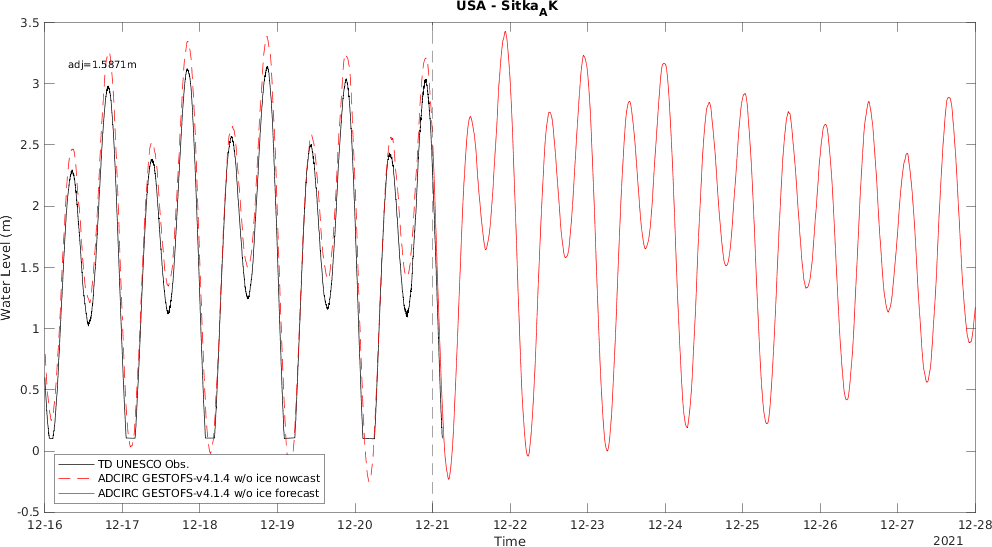 USA - Sitka_AK
adj=1.5871m
3.5
3
2.5
2
1.5
1
0.5
0
-0.5
Water Level (m)
TD UNESCO Obs.
ADCIRC GESTOFS-v4.1.4 w/o ice nowcast
ADCIRC GESTOFS-v4.1.4 w/o ice forecast
12-16 12-17 12-18 12-19 12-20 12-21 12-22 12-23 12-24 12-25 12-26 12-27 12-28
Time
2021